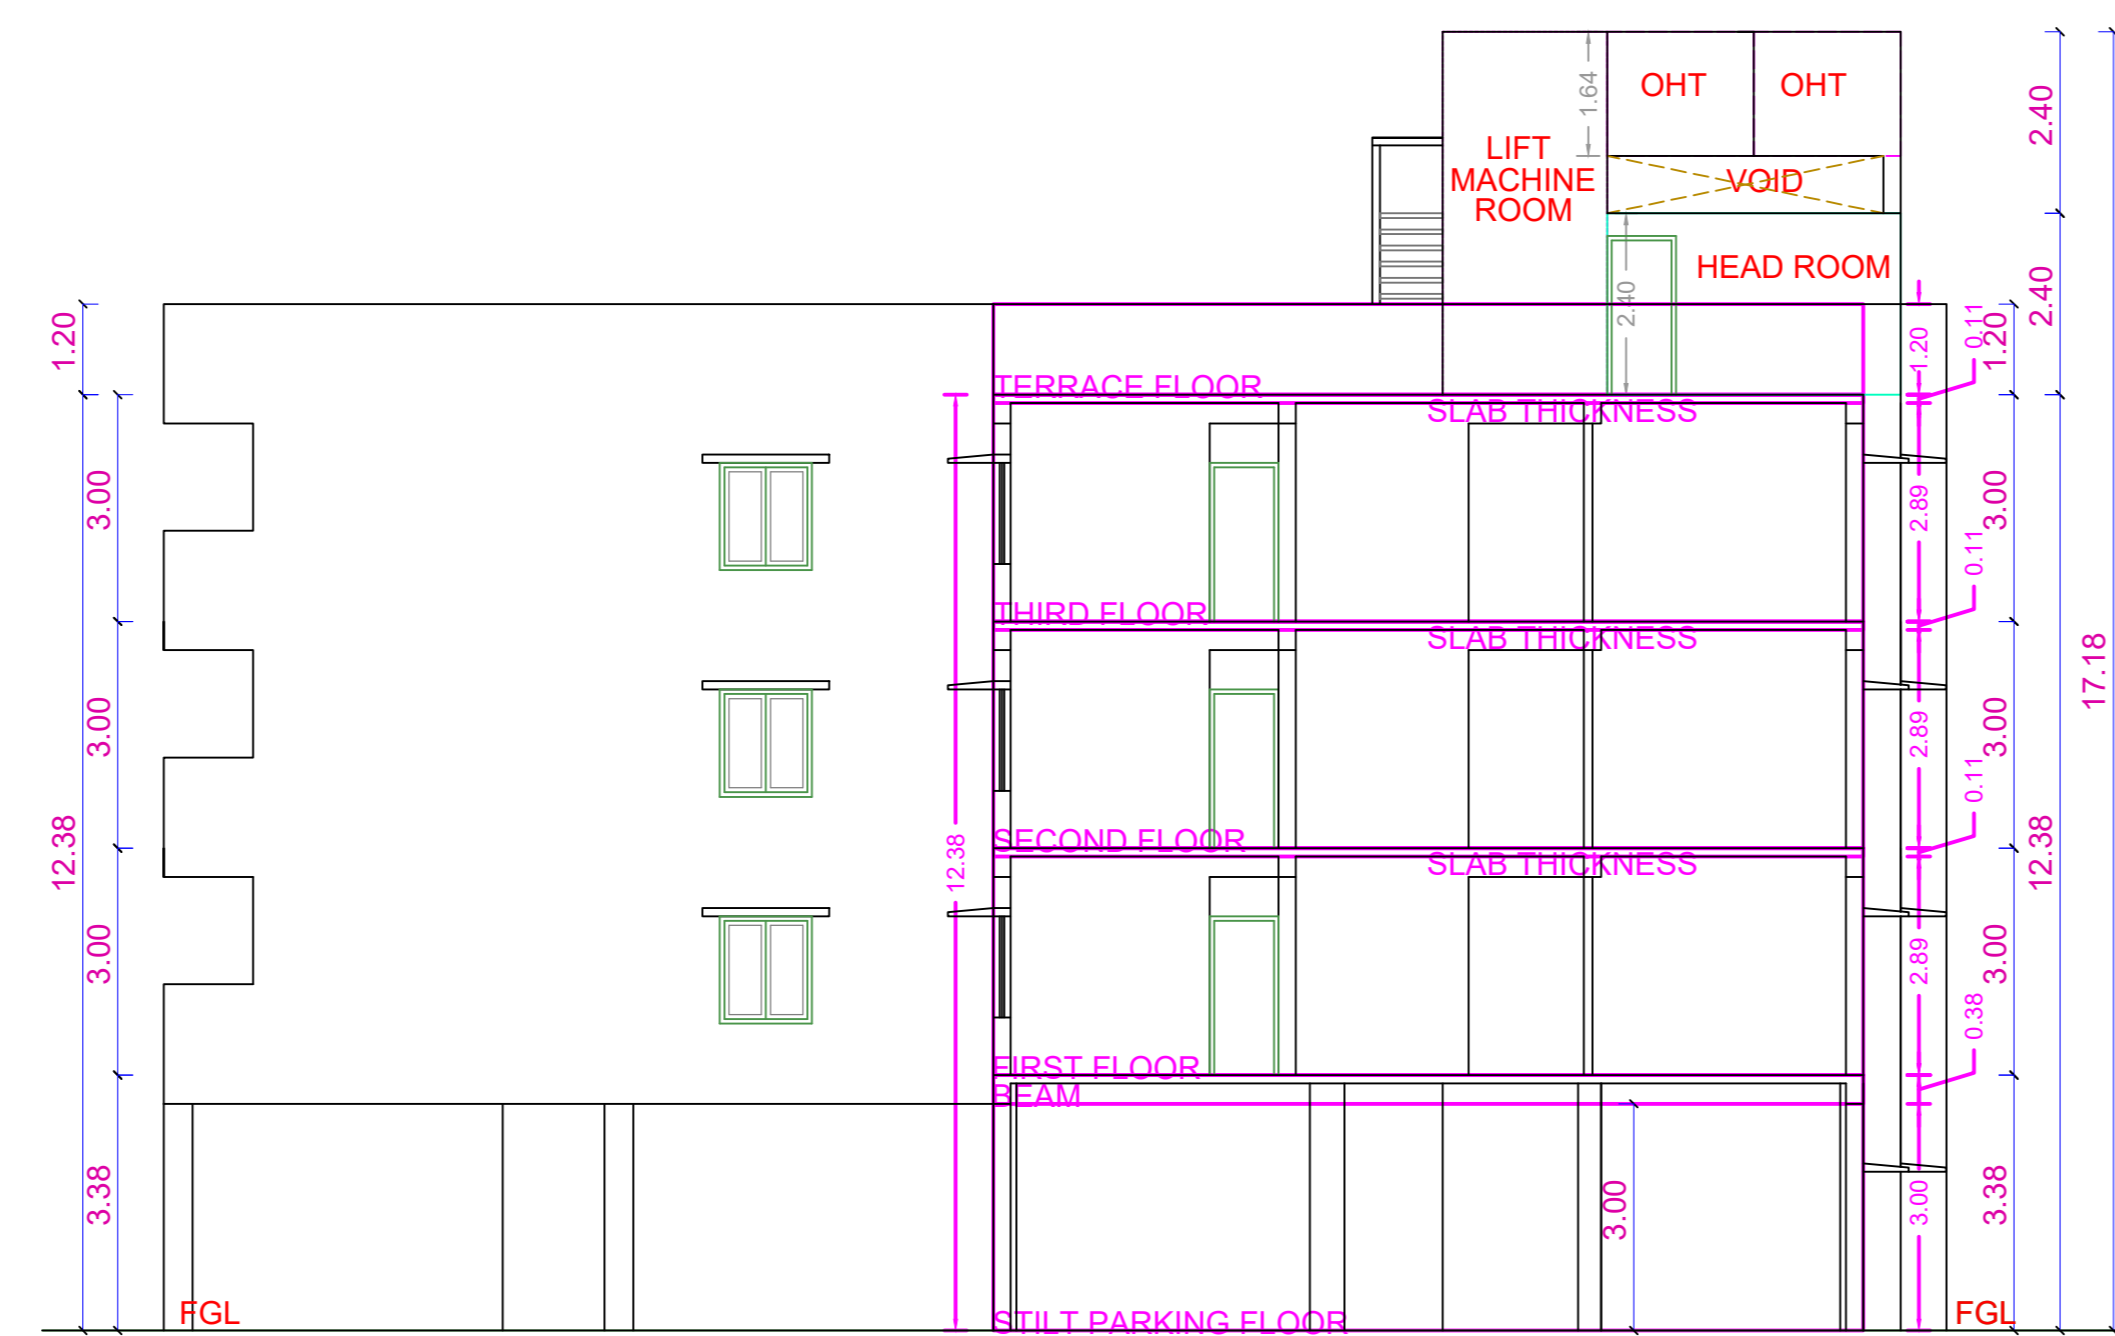 OHT
OHT
1.64
2.40
LIFT
MACHINE
ROOM
VOID
HEAD ROOM
2.40
2.40
1.20
1.20
0.11
1.20
TERRACE FLOOR
SLAB THICKNESS
3.00
2.89
0.11
3.00
THIRD FLOOR
SLAB THICKNESS
17.18
3.00
2.89
0.11
3.00
SECOND FLOOR
SLAB THICKNESS
12.38
12.38
12.38
3.00
2.89
0.38
3.00
FIRST FLOOR
BEAM
3.38
3.00
3.00
3.38
FGL
STILT PARKING FLOOR
FGL